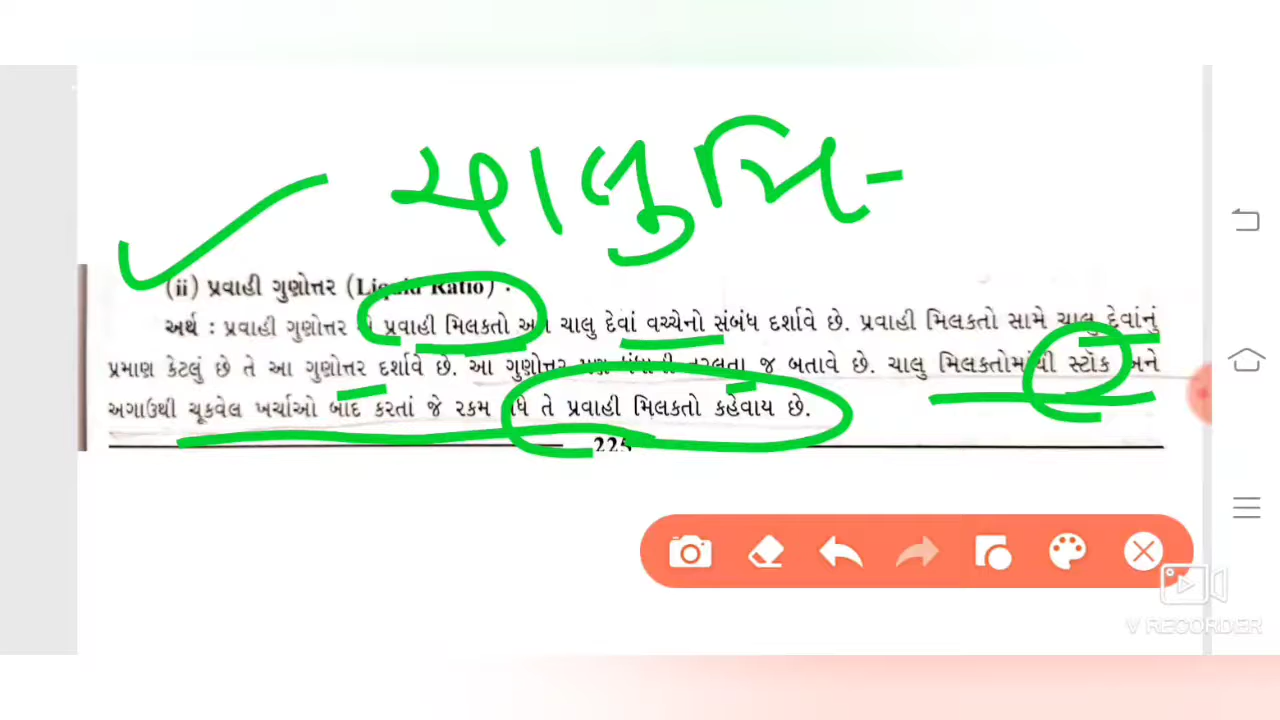 ચાલુ મિ-
(ii) પ્રવાહી ગુણોત્તર (Liquid Ratio) :
અર્થ : પ્રવાહી ગુણોત્તર એ પ્રવાહી મિલકતો અને ચાલુ દેવાં વચ્ચેનો સંબંધ દર્શાવે છે. પ્રવાહી મિલકતો સામે ચાલુ દેવાંનું
પ્રમાણ કેટલું છે તે આ ગુણોત્તર દર્શાવે છે. આ ગુણોત્તર પણ ધંધાની તરલતા જ બતાવે છે. ચાલુ મિલકતોમાંથી સ્ટૉક અને
અગાઉથી ચૂકવેલ ખર્ચાઓ બાદ કરતાં જે રકમ વધે તે પ્રવાહી મિલકતો કહેવાય છે.
225
V RECORDER